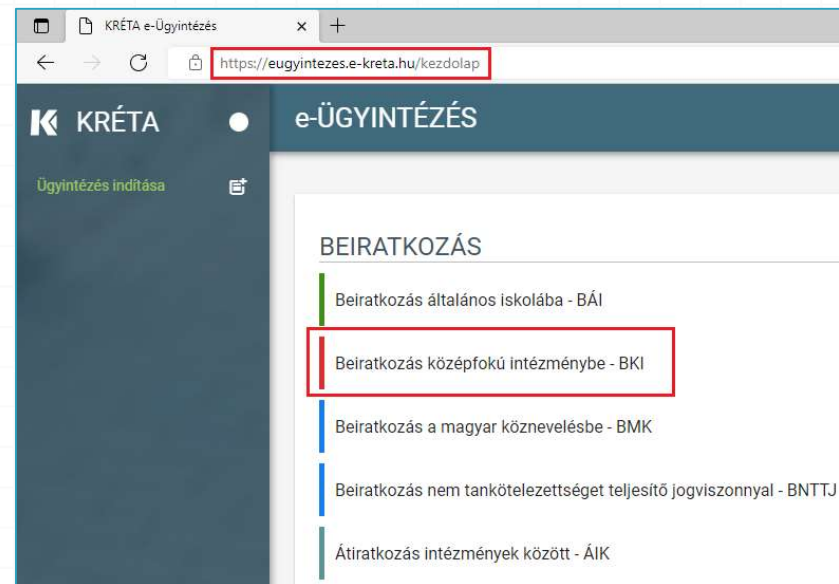 KRÉTA e-Ügyintézés
https://eugyintezes.e-kreta.hu/kezdolap
KRÉTA
e-ÜGYINTÉZÉS
Ügyintézés indítása
BEIRATKOZÁS
Beiratkozás általános iskolába - BÁI
Beiratkozás középfokú intézménybe - BKI
Beiratkozás a magyar köznevelésbe - BMK
Beiratkozás nem tankötelezettséget teljesítő jogviszonnyal - BNTTJ
Átiratkozás intézmények között - ÁIK